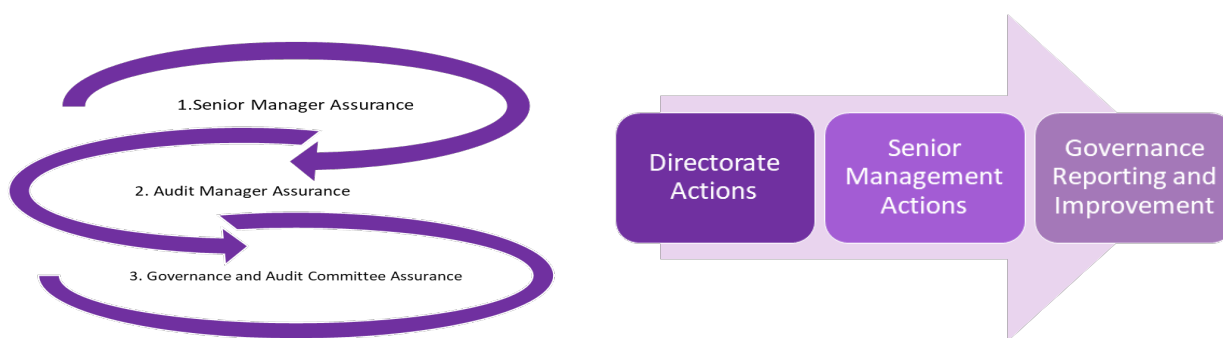 1.Senior Manager Assurance
2. Audit Manager Assurance
3. Governance and Audit Committee Assurance
Directorate
Actions
Senior
Management
Actions
Governance
Reporting and
Improvement